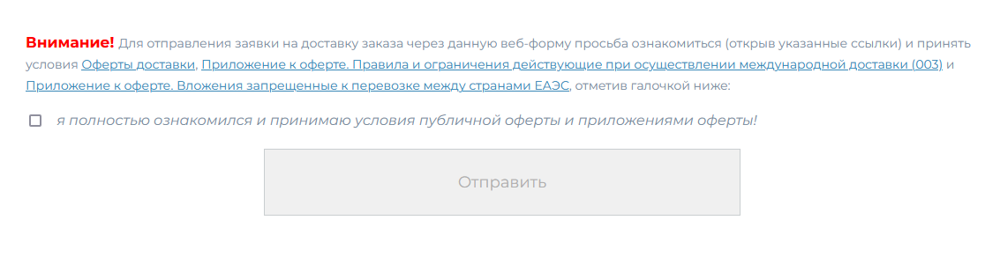 Внимание! Для отправления заявки на доставку заказа через данную веб-форму просьба ознакомиться (открыв указанные ссылки) и принять
условия Оферты доставки, Приложение к оферте. Правила и ограничения действующие при осуществлении международной доставки (003) и
Приложение к оферте. Вложения запрещенные к перевозке между странами ЕАЭС, отметив галочкой ниже:
я полностью ознакомился и принимаю условия публичной оферты и приложениями оферты!
Отправить